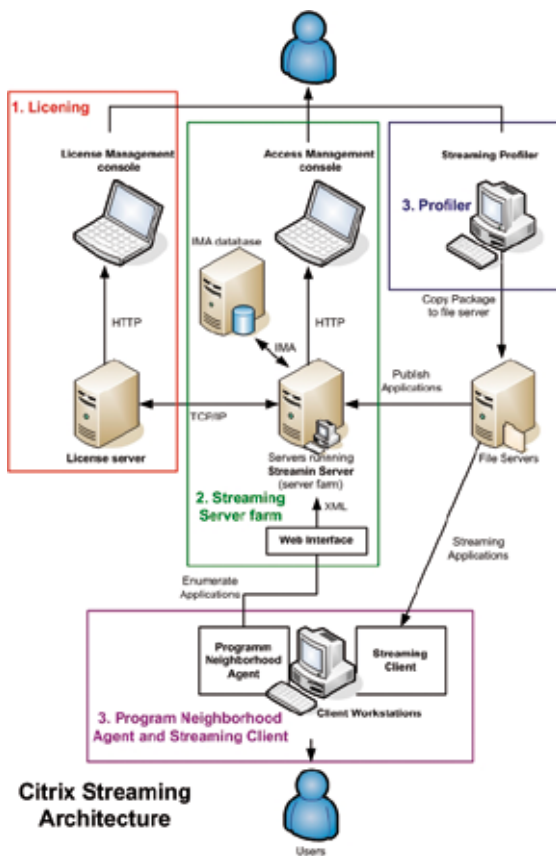 1. Licening
License Management
console
Access Management
console
Streaming Profiler
3. Profiler
IMA database
Copy Package
to file server
HTTP
HTTP
IMA
Publish
Applications
TCP/IP
License server
Servers running
Streamin Server
(server farm)
File Servers
2. Streaming
Server farm
XML
Web Interface
Streaming
Applications
Enumerate
Applications
Programm
Neighborhood
Agent
Streaming
Client
Client Workstations
3. Program Neighborhood
Agent and Streaming Client
Citrix Streaming
Architecture
Users